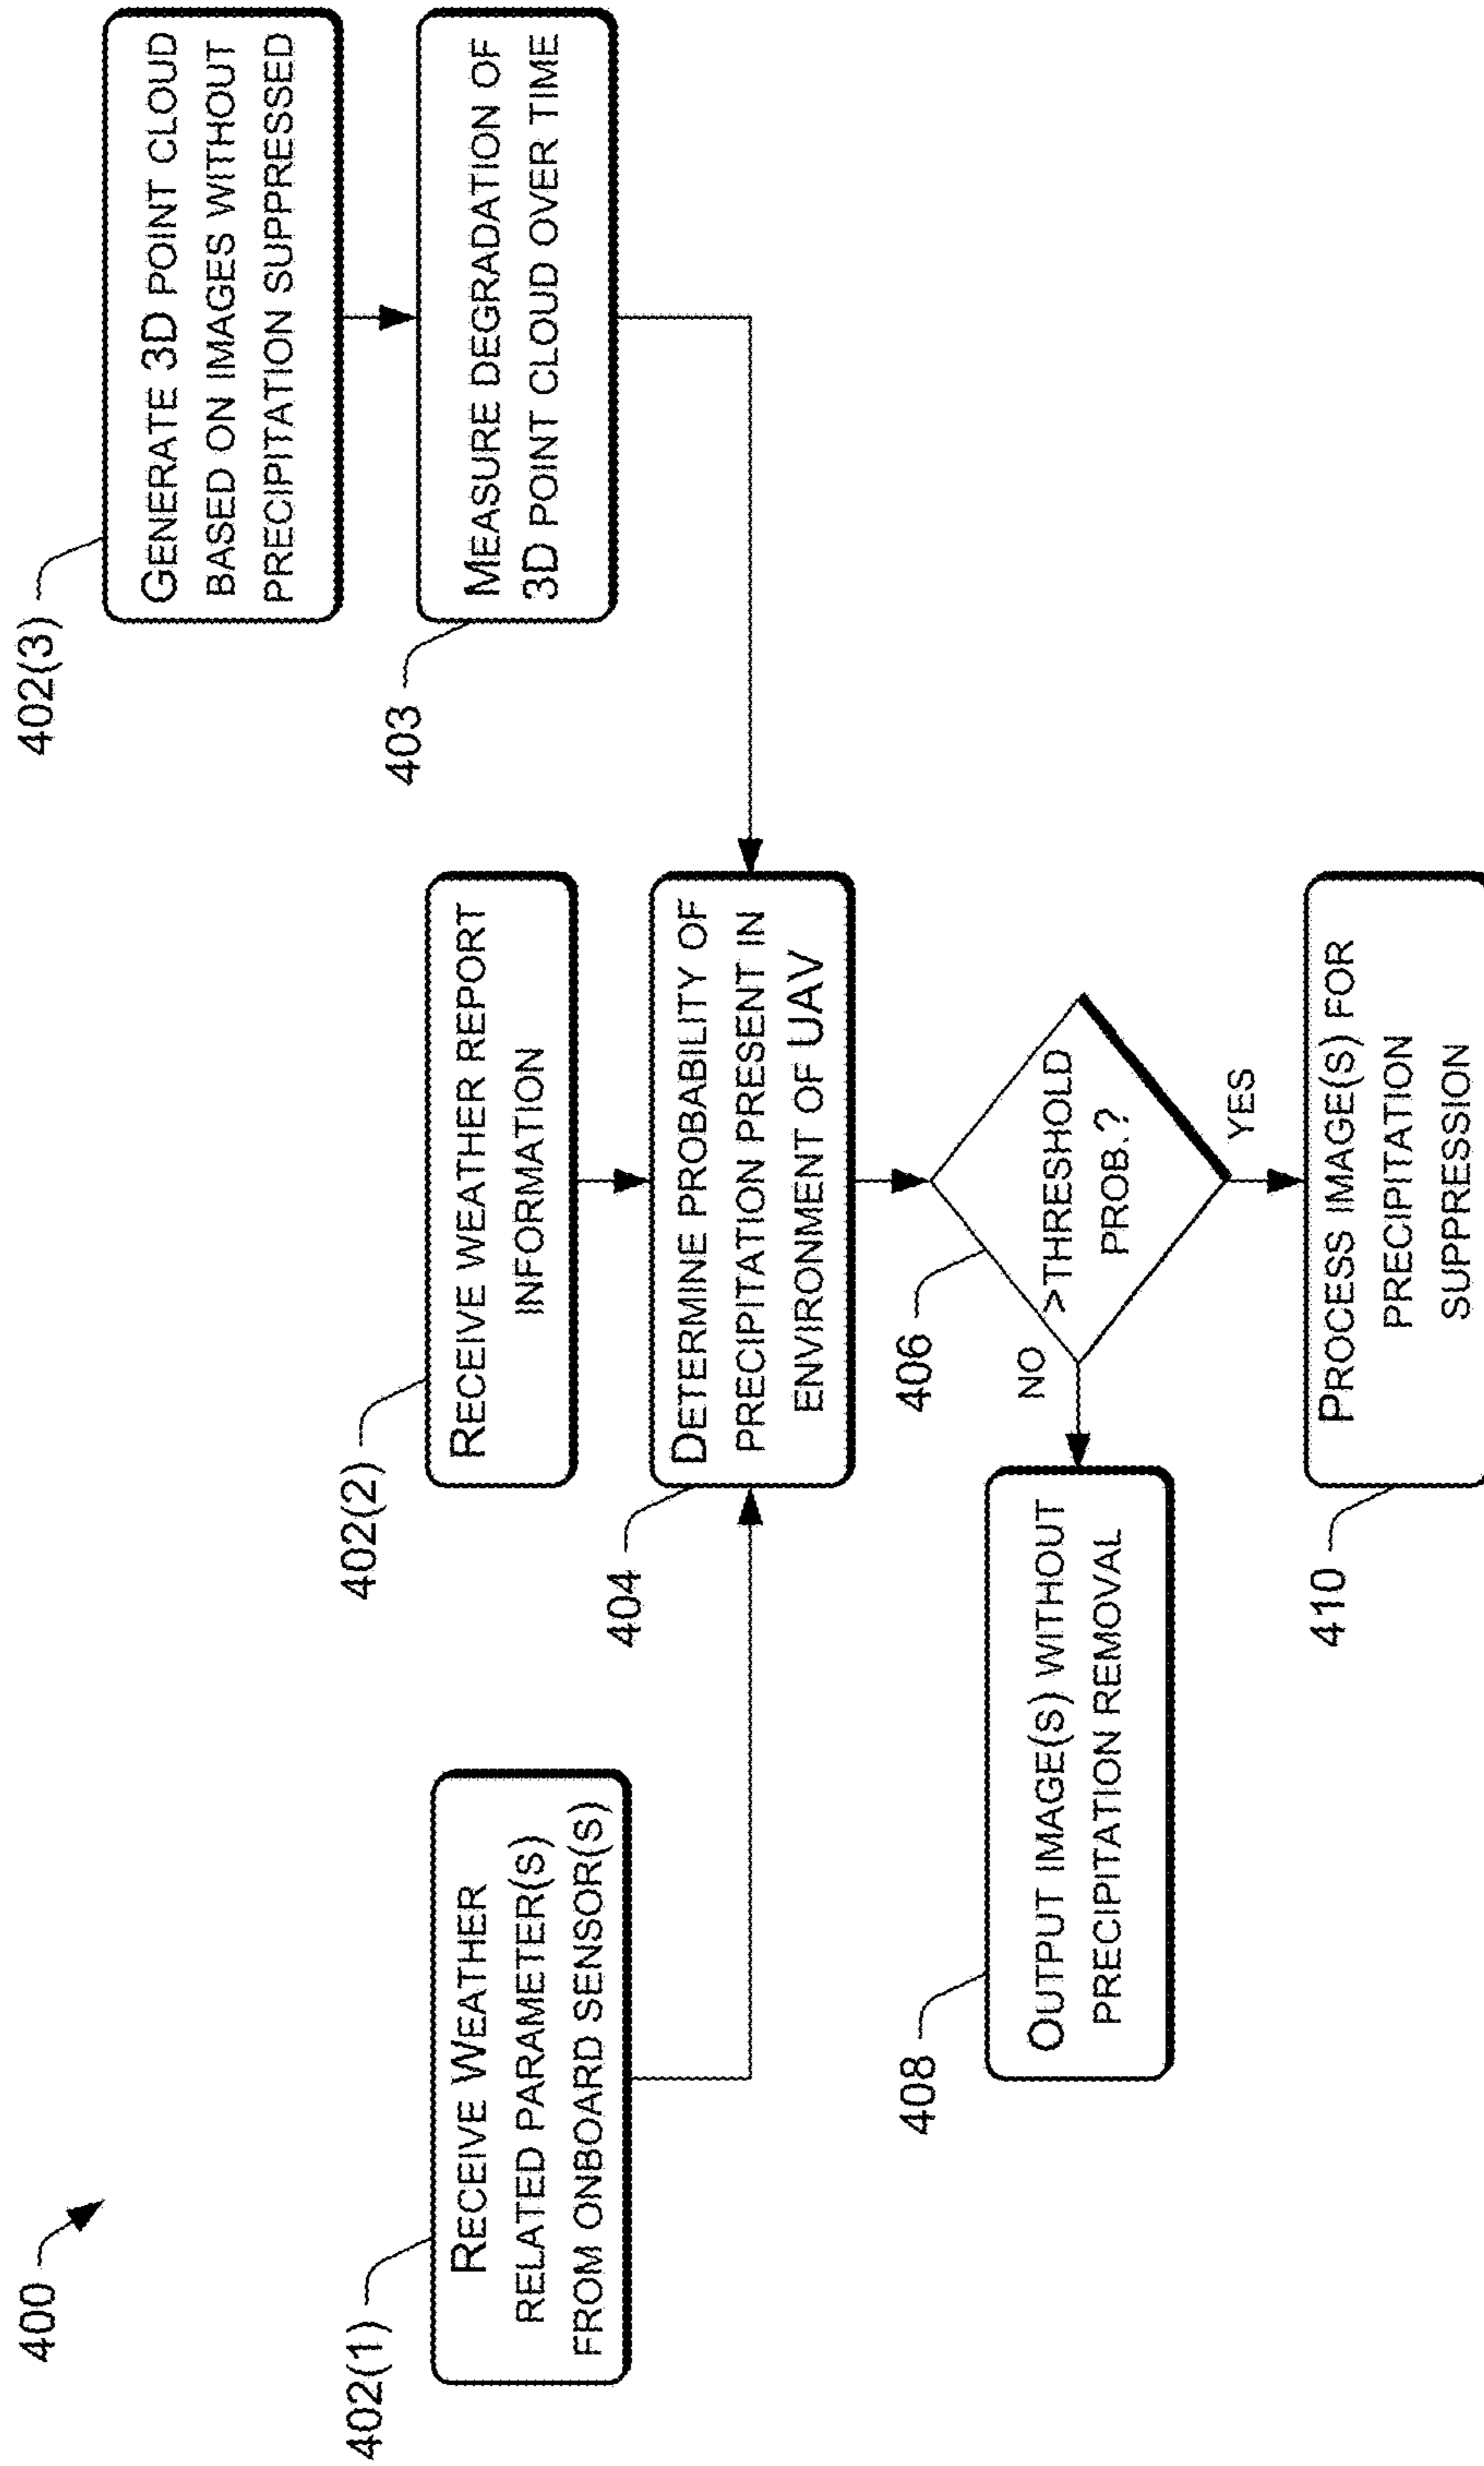 400
402(1)
RECEIVE WEATHER
RELATED PARAMETER(S)
FROM ONBOARD SENSOR(S)
402(2)
RECEIVE WEATHER REPORT
INFORMATION
402(3)
GENERATE 3D POINT CLOUD
BASED ON IMAGES WITHOUT
PRECIPITATION SUPPRESSED
403
MEASURE DEGRADATION OF
3D POINT CLOUD OVER TIME
404
DETERMINE PROBABILITY OF
PRECIPITATION PRESENT IN
ENVIRONMENT OF UAV
406
>THRESHOLD
PROB.?
NO
YES
408
OUTPUT IMAGE(S) WITHOUT
PRECIPITATION REMOVAL
410
PROCESS IMAGE(S) FOR
PRECIPITATION
SUPPRESSION